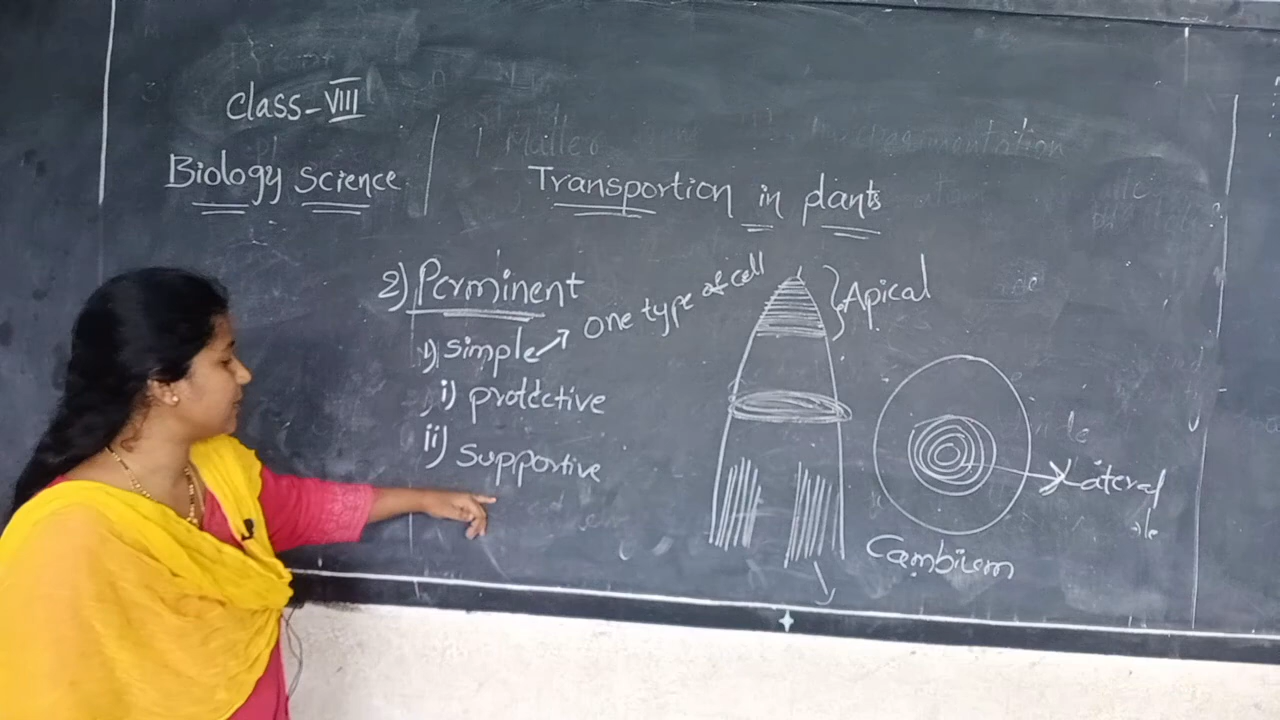 Class-VIII
Biology science
Transportion in plants
2) Perminent
i) simple → One type of cell
i) protective
ii) supportive
Apical
Lateral
Cambium